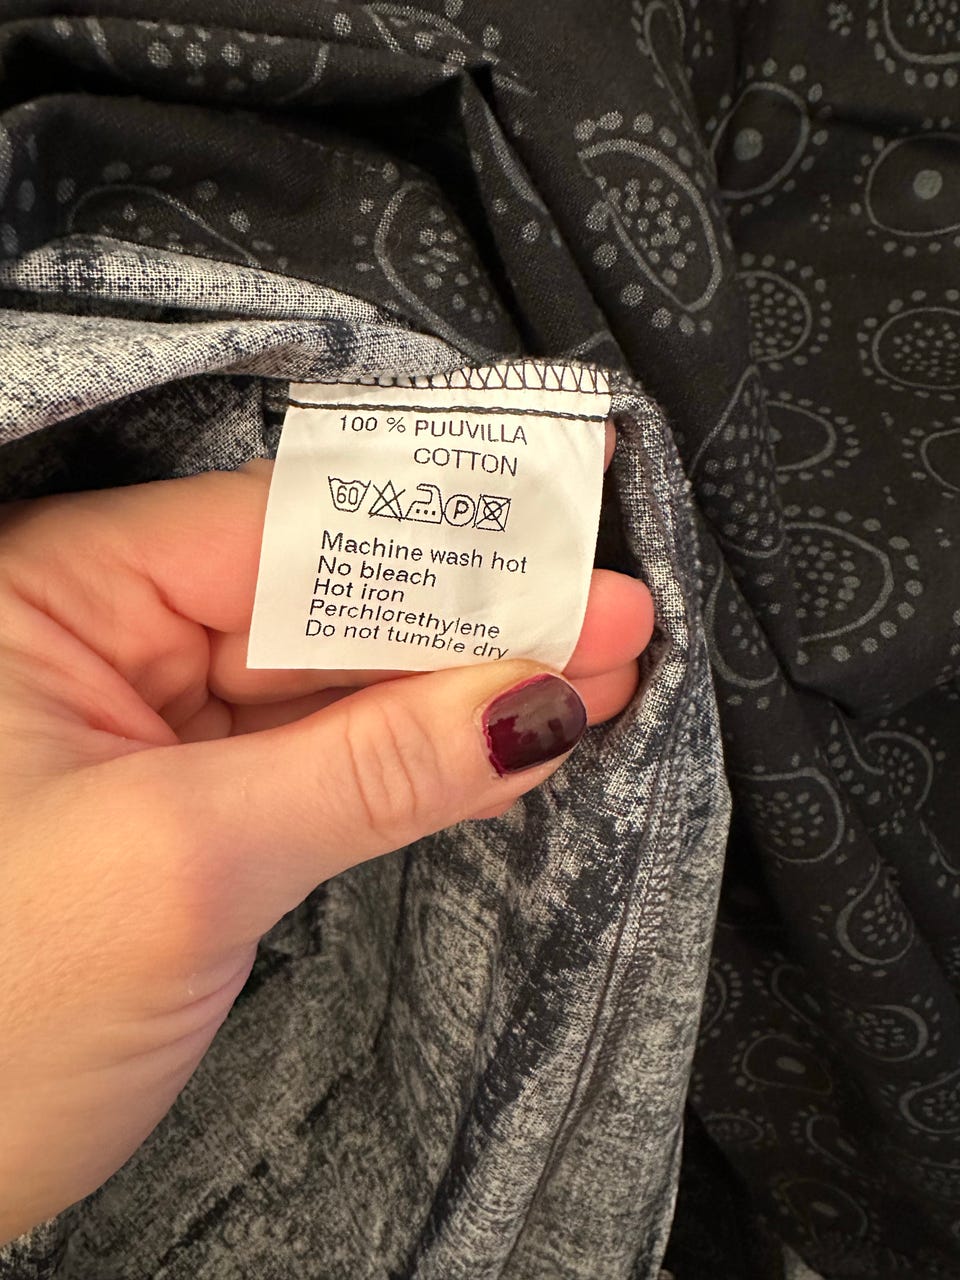 100 % PUUVILLA
COTTON
60 P
Machine wash hot
No bleach
Hot iron
Perchlorethylene
Do not tumble dry